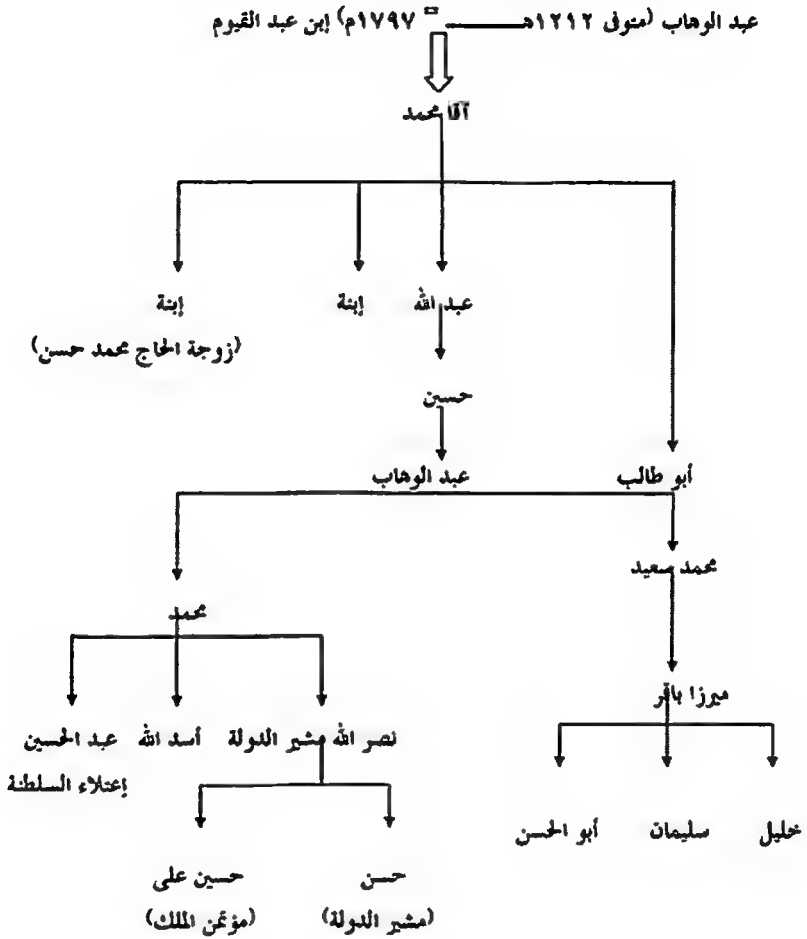 عبد الوهاب (متوفى ١٢١٢هـ = ١٧٩٧م) إبن عبد القيوم
آقا محمد
عبد الله إبنة إبنة
(زوجة الحاج محمد حسن)
حسين
أبو طالب عبد الوهاب
محمد سعيد
محمد
ميرزا باقر
نصر الله مشير الدولة أسد الله عبد الحسين
إعتلاء السلطنة
خليل سليمات أبو الحسن
حسن حسين على
(مشير الدولة) (مؤتمن الملك)